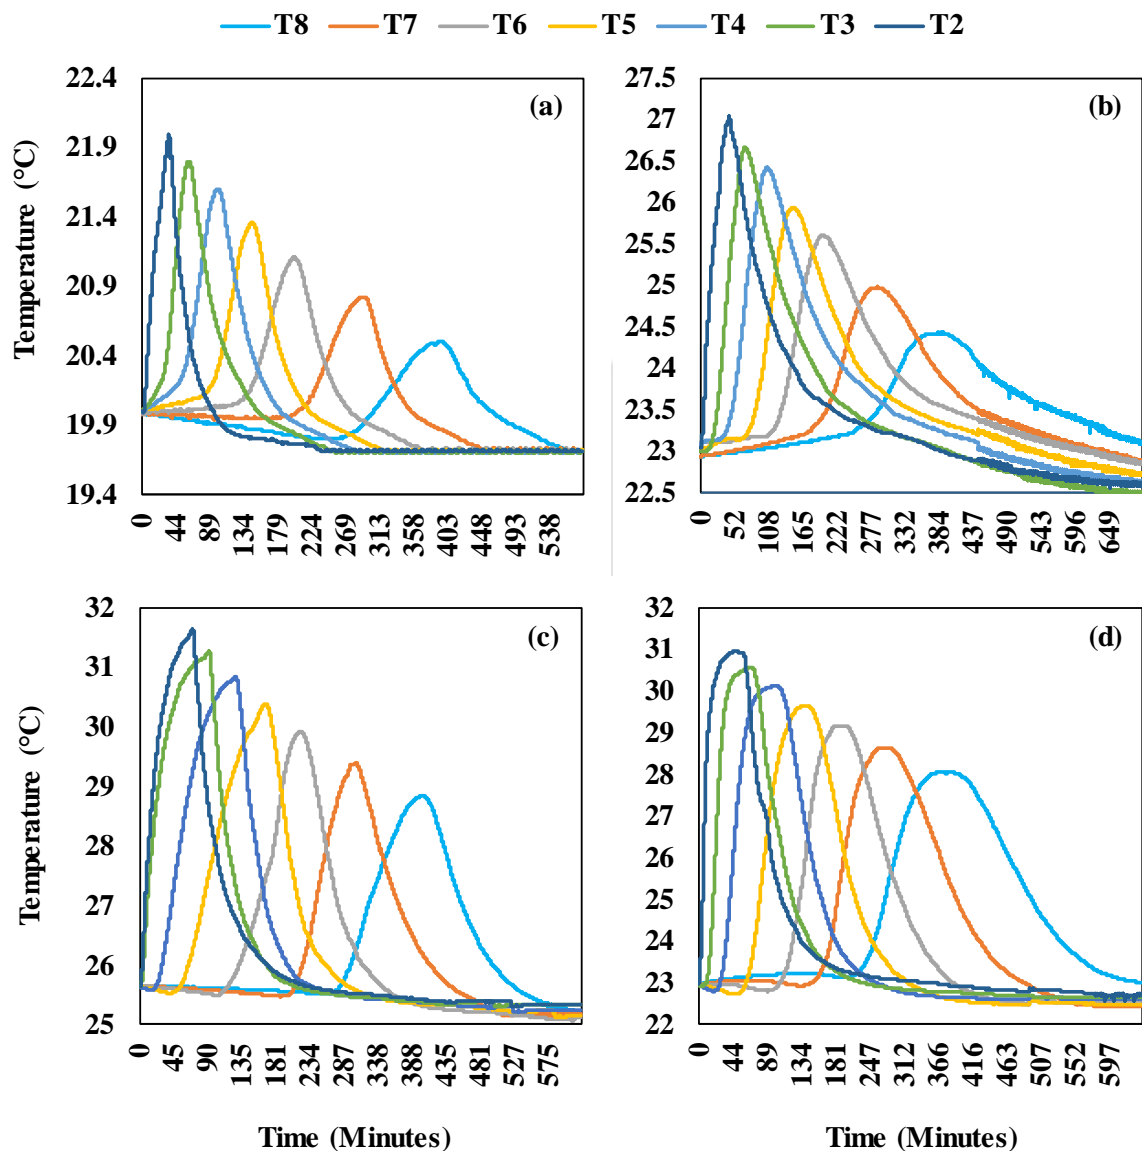 T8 T7 T6 T5 T4 T3 T2
22.4
21.9
21.4
20.9
20.4
19.9
19.4
Temperature (°C)
(a)
0 44 89 134 179 224 269 313 358 403 448 493 538
27.5
27
26.5
26
25.5
25
24.5
24
23.5
23
22.5
(b)
0 52 108 165 222 277 332 384 437 490 543 596 649
32
31
30
29
28
27
26
25
Temperature (°C)
(c)
0 45 90 135 181 234 287 338 388 435 481 527 575
Time (Minutes)
32
31
30
29
28
27
26
25
24
23
22
(d)
0 44 89 134 181 247 312 366 416 463 507 552 597
Time (Minutes)